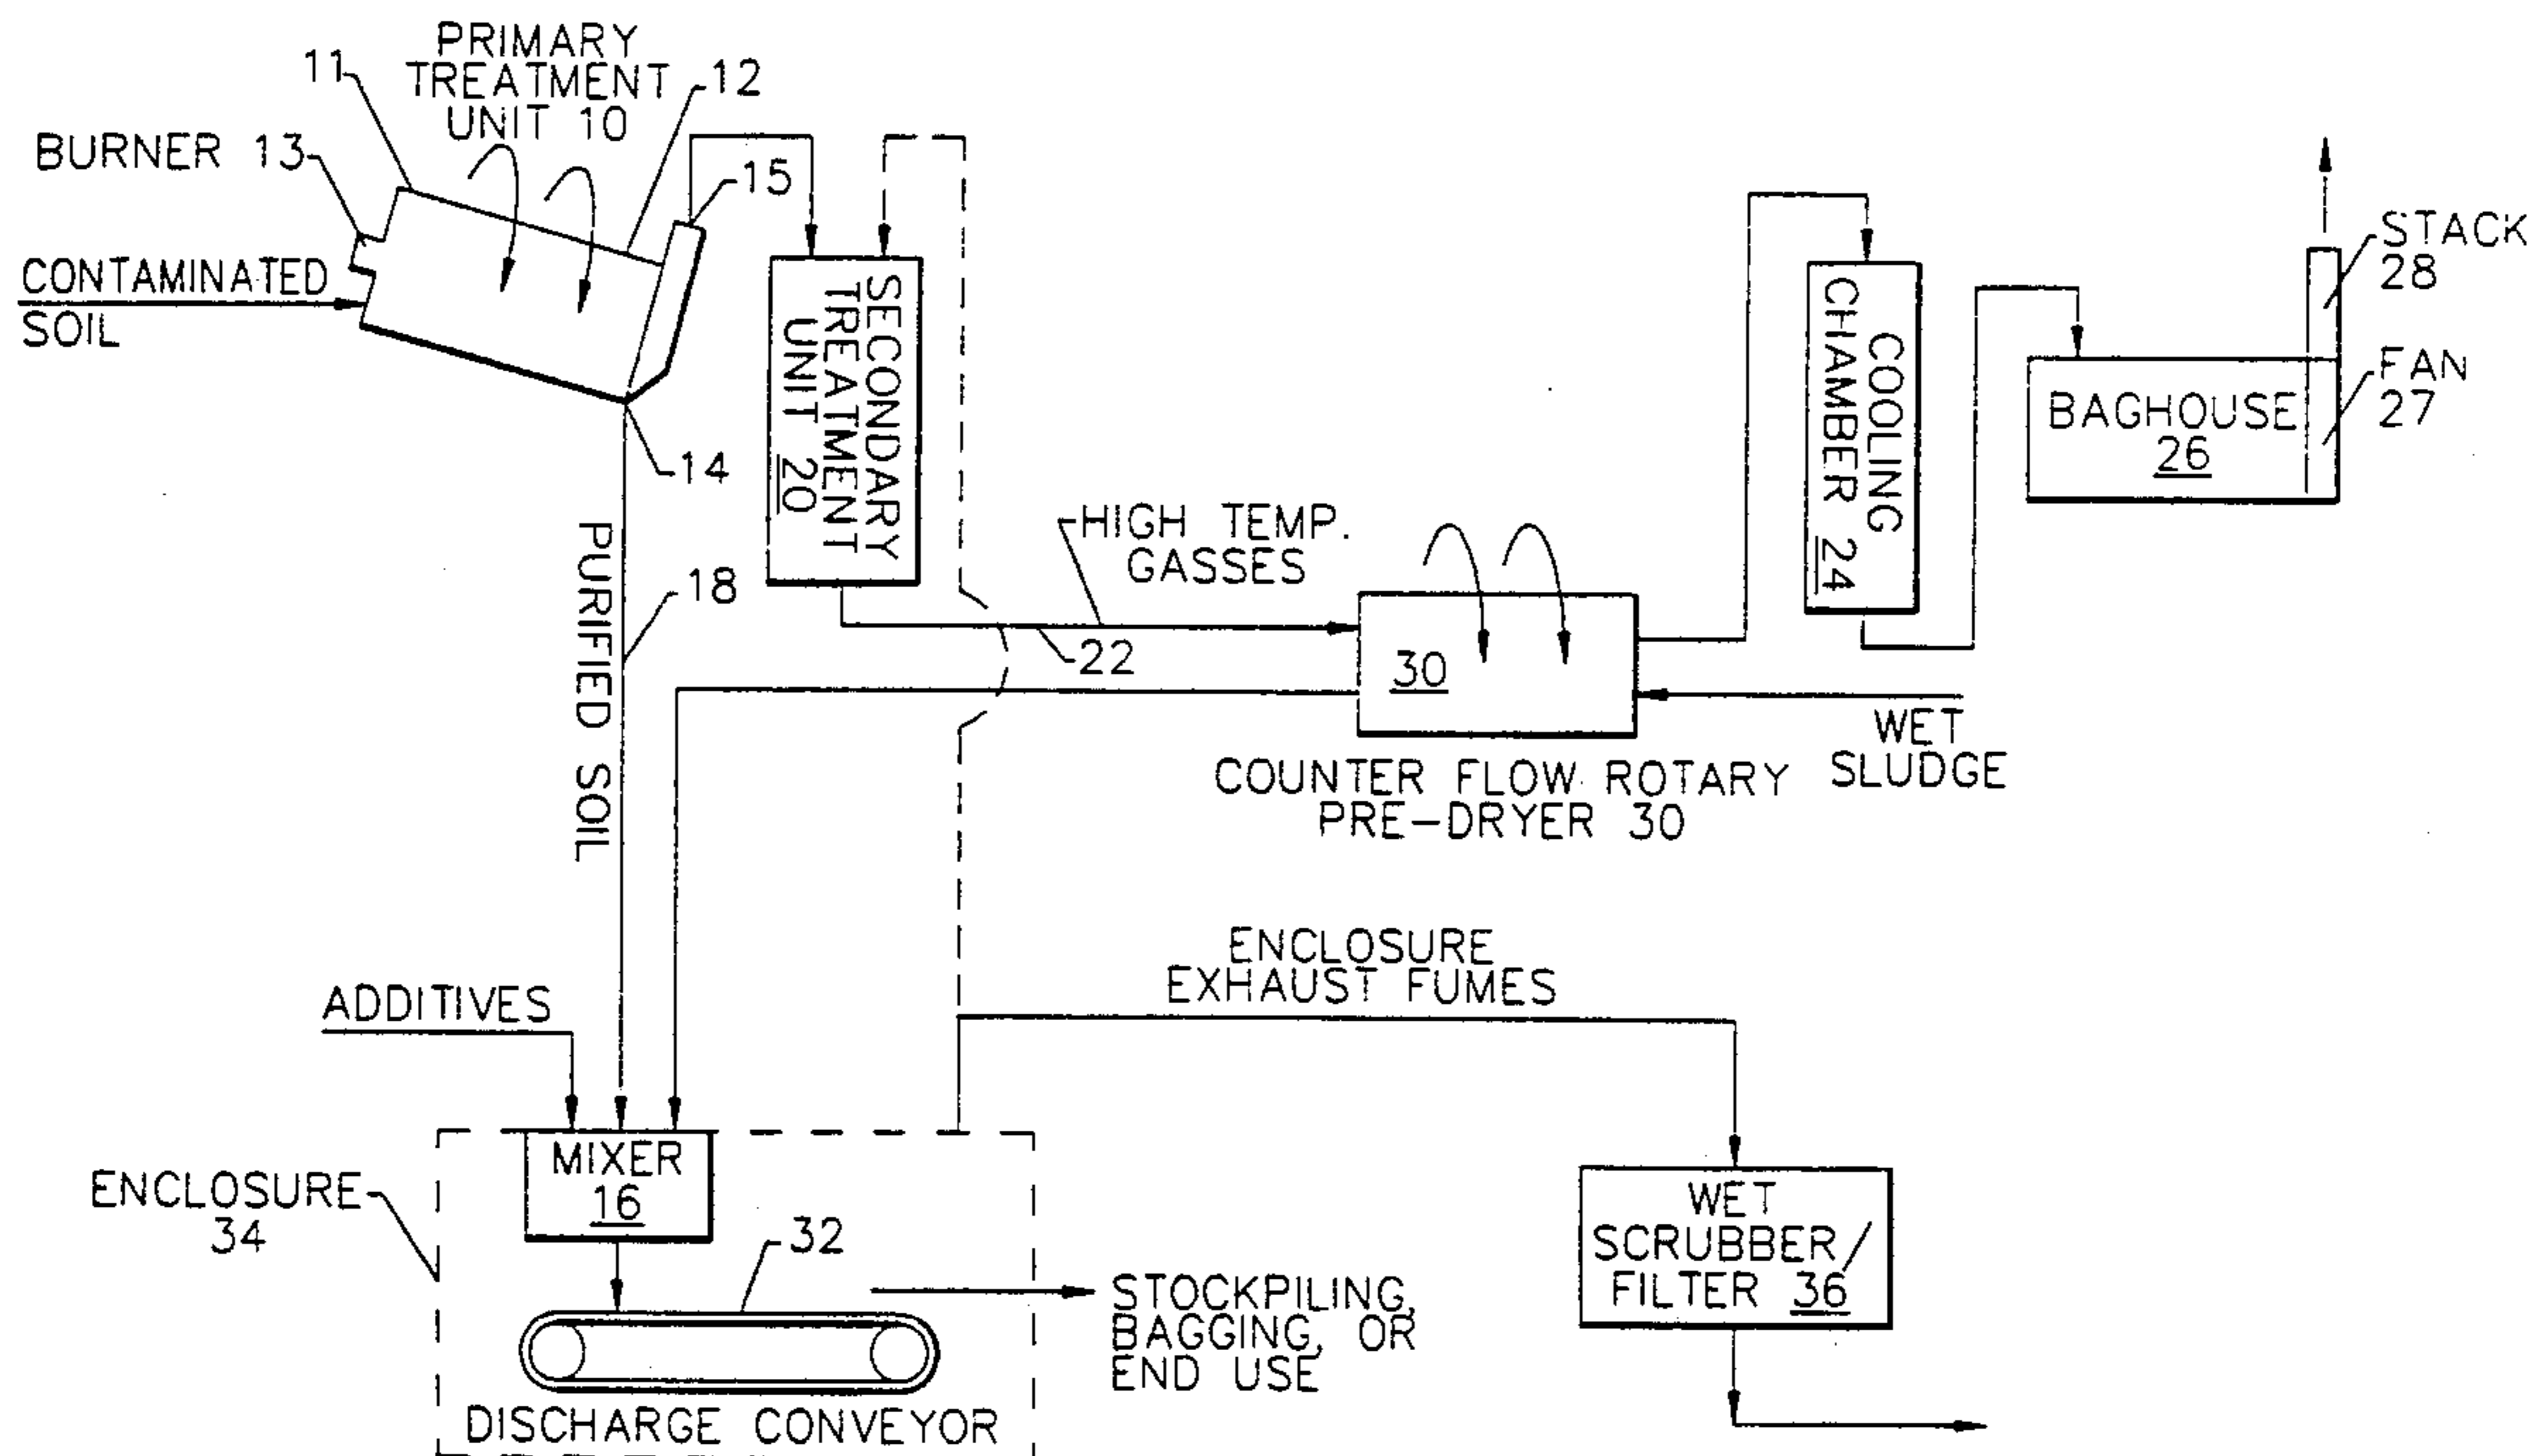 PRIMARY
TREATMENT
UNIT 10
11
12
BURNER 13
15
CONTAMINATED
SOIL
14
PURIFIED SOIL
18
SECONDARY
TREATMENT
UNIT 20
HIGH TEMP.
GASSES
22
30
COUNTER FLOW ROTARY
PRE-DRYER 30
WET
SLUDGE
COOLING
CHAMBER 24
BAGHOUSE
26
STACK
28
FAN
27
ADDITIVES
ENCLOSURE
EXHAUST FUMES
MIXER
16
ENCLOSURE
34
32
STOCKPILING,
BAGGING, OR
END USE
DISCHARGE CONVEYOR
WET
SCRUBBER/
FILTER 36